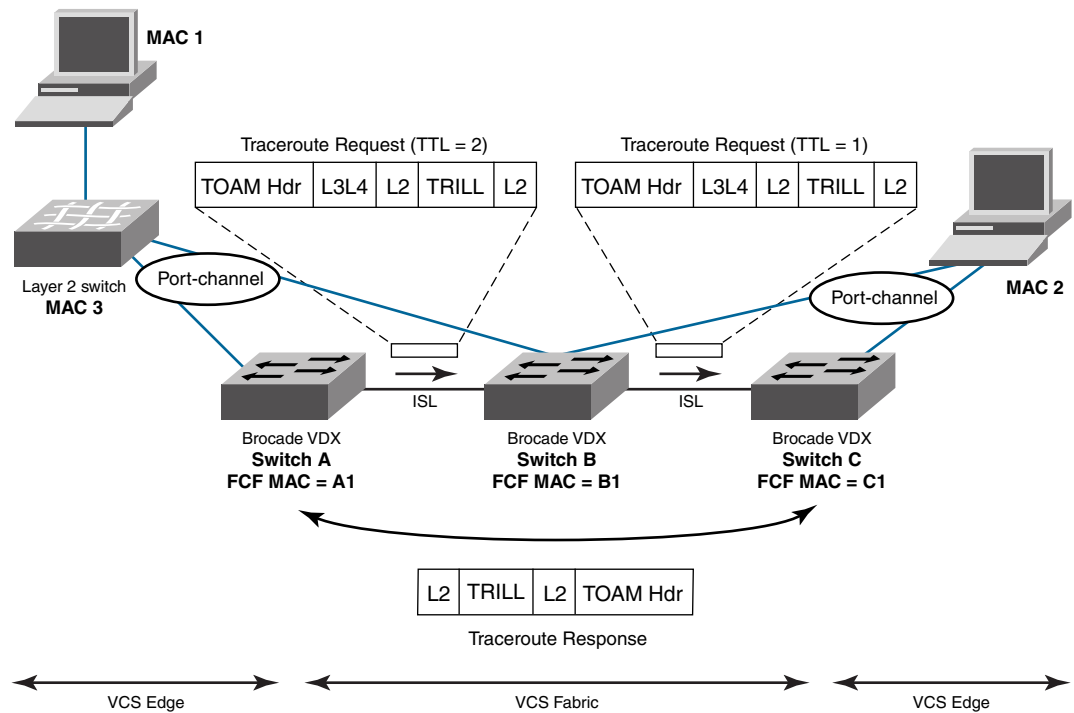 MAC 1
Traceroute Request (TTL = 2)
TOAM Hdr L3L4 L2 TRILL L2
Traceroute Request (TTL = 1)
TOAM Hdr L3L4 L2 TRILL L2
Layer 2 switch
MAC 3
Port-channel
Port-channel
MAC 2
ISL
ISL
Brocade VDX
Switch A
FCF MAC = A1
Brocade VDX
Switch B
FCF MAC = B1
Brocade VDX
Switch C
FCF MAC = C1
L2 TRILL L2 TOAM Hdr
Traceroute Response
VCS Edge
VCS Fabric
VCS Edge